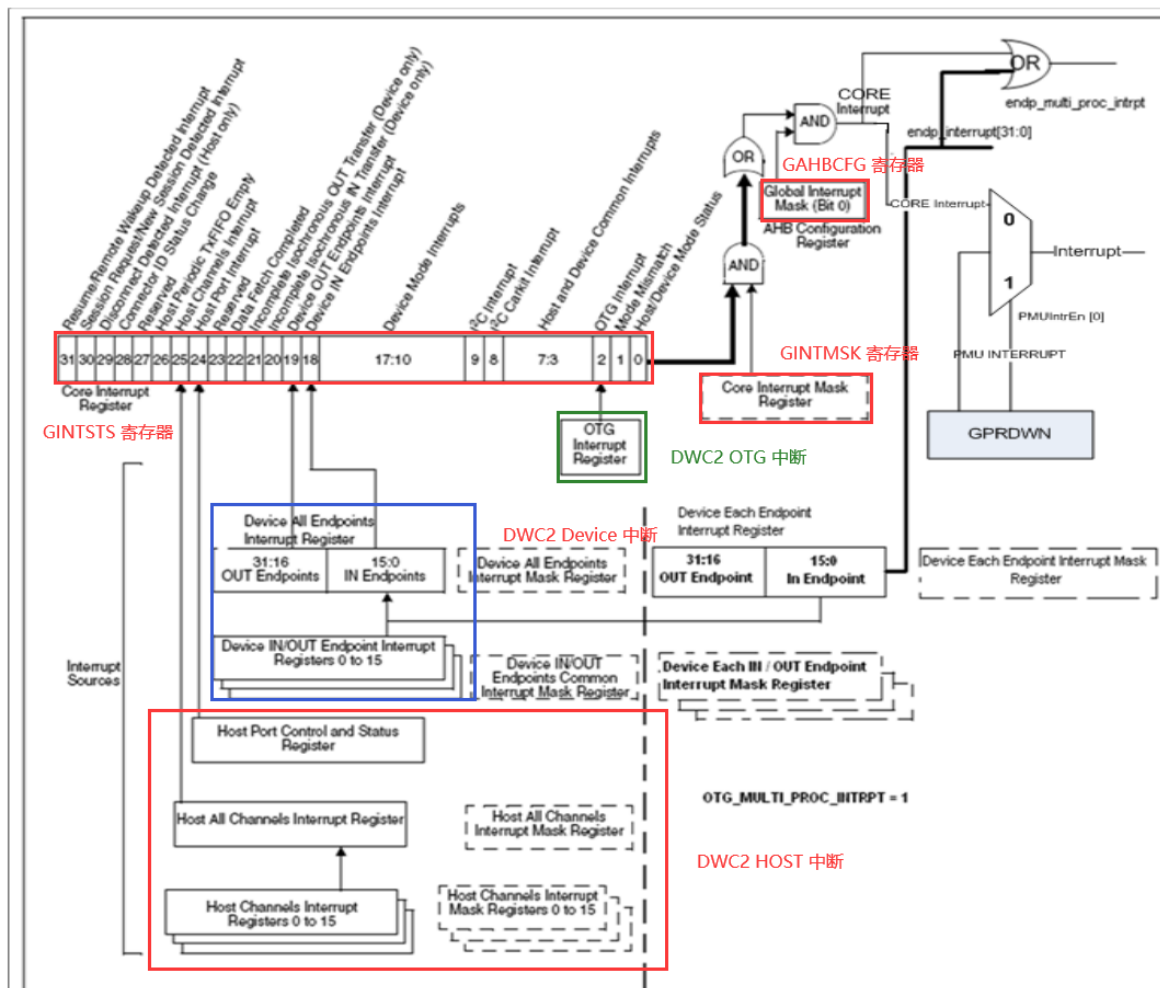 Resume/Remote Wakeup Detected Interrupt
Session Request/New Session Detected Interrupt
Disconnect Detected Interrupt (Host only)
Connector ID Status Change
Reserved
Host Periodic TxFIFO Empty
Host Channels Interrupt
Host Port Interrupt
Reserved
Data Fetch Completed
Incomplete Isochronous OUT Transfer (Device only)
Incomplete Isochronous IN Transfer (Device only)
Device OUT Endpoints Interrupt
Device IN Endpoints Interrupt
Device Mode Interrupts
I²C Interrupt
I²C Carkit Interrupt
Host and Device Common Interrupts
OTG Interrupt
Mode Mismatch
Host/Device Mode Status
31 30 29 28 27 26 25 24 23 22 21 20 19 18 17:10 9 8 7:3 2 1 0
Core Interrupt
Register
GINTSTS 寄存器
OR
endp_multi_proc_intrpt
CORE
Interrupt
AND
endp_interrupt[31:0]
OR
GAHBCFG 寄存器
Global Interrupt
Mask (Bit 0)
AHB Configuration
Register
CORE Interrupt
0
1
Interrupt
AND
PMUIntrEn [0]
PMU INTERRUPT
GINTMSK 寄存器
Core Interrupt Mask
Register
GPRDWN
OTG
Interrupt
Register
DWC2 OTG 中断
Interrupt
Sources
Device All Endpoints
Interrupt Register
31:16
OUT Endpoints
15:0
IN Endpoints
DWC2 Device 中断
Device All Endpoints
Interrupt Mask Register
Device Each Endpoint
Interrupt Register
31:16
OUT Endpoint
15:0
In Endpoint
Device Each Endpoint Interrupt Mask
Register
Device IN/OUT Endpoint Interrupt
Registers 0 to 15
Device IN/OUT
Endpoints Common
Interrupt Mask Register
Device Each IN / OUT Endpoint
Interrupt Mask Register
Host Port Control and Status
Register
OTG_MULTI_PROC_INTRPT = 1
Host All Channels Interrupt Register
Host All Channels
Interrupt Mask Register
DWC2 HOST 中断
Host Channels Interrupt
Registers 0 to 15
Host Channels Interrupt
Mask Registers 0 to 15